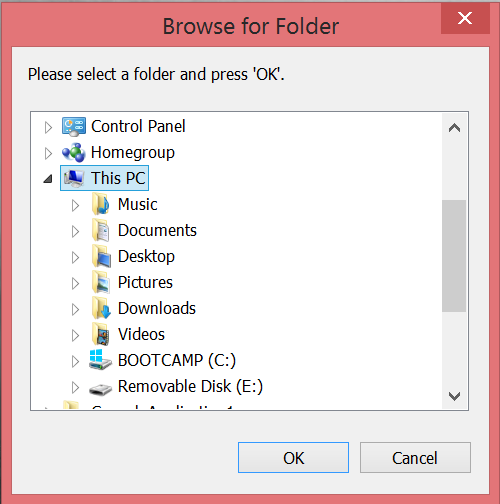 Browse for Folder
Please select a folder and press 'OK'.
Control Panel
Homegroup
This PC
Music
Documents
Desktop
Pictures
Downloads
Videos
BOOTCAMP (C:)
Removable Disk (E:)
OK
Cancel